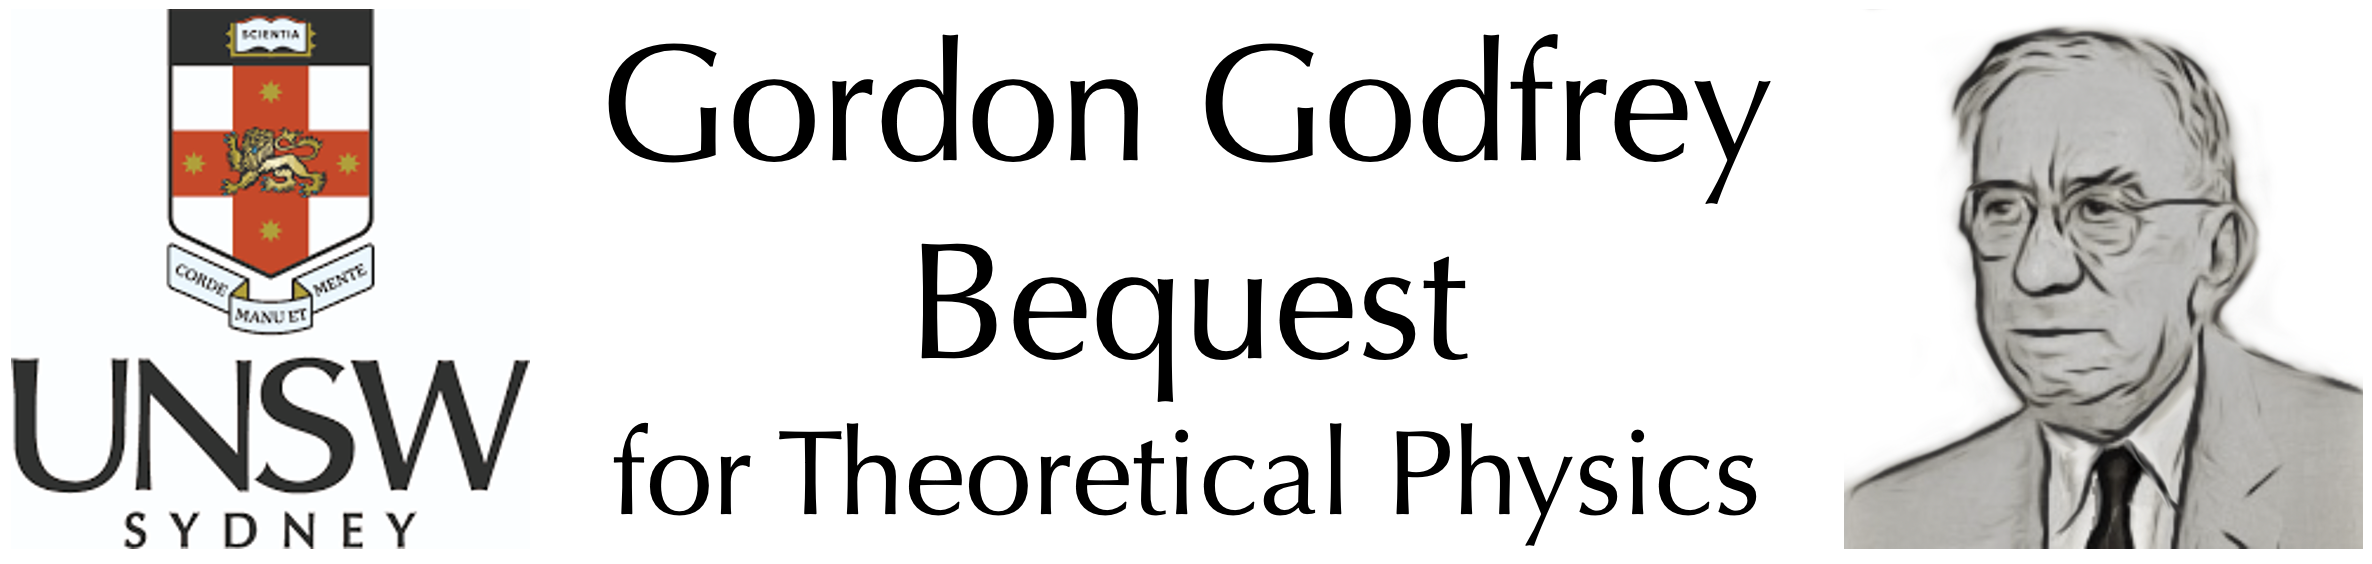 SCIENTIA
CORDE
MANU ET
MENTE
UNSW
SYDNEY
Gordon Godfrey
Bequest
for Theoretical Physics